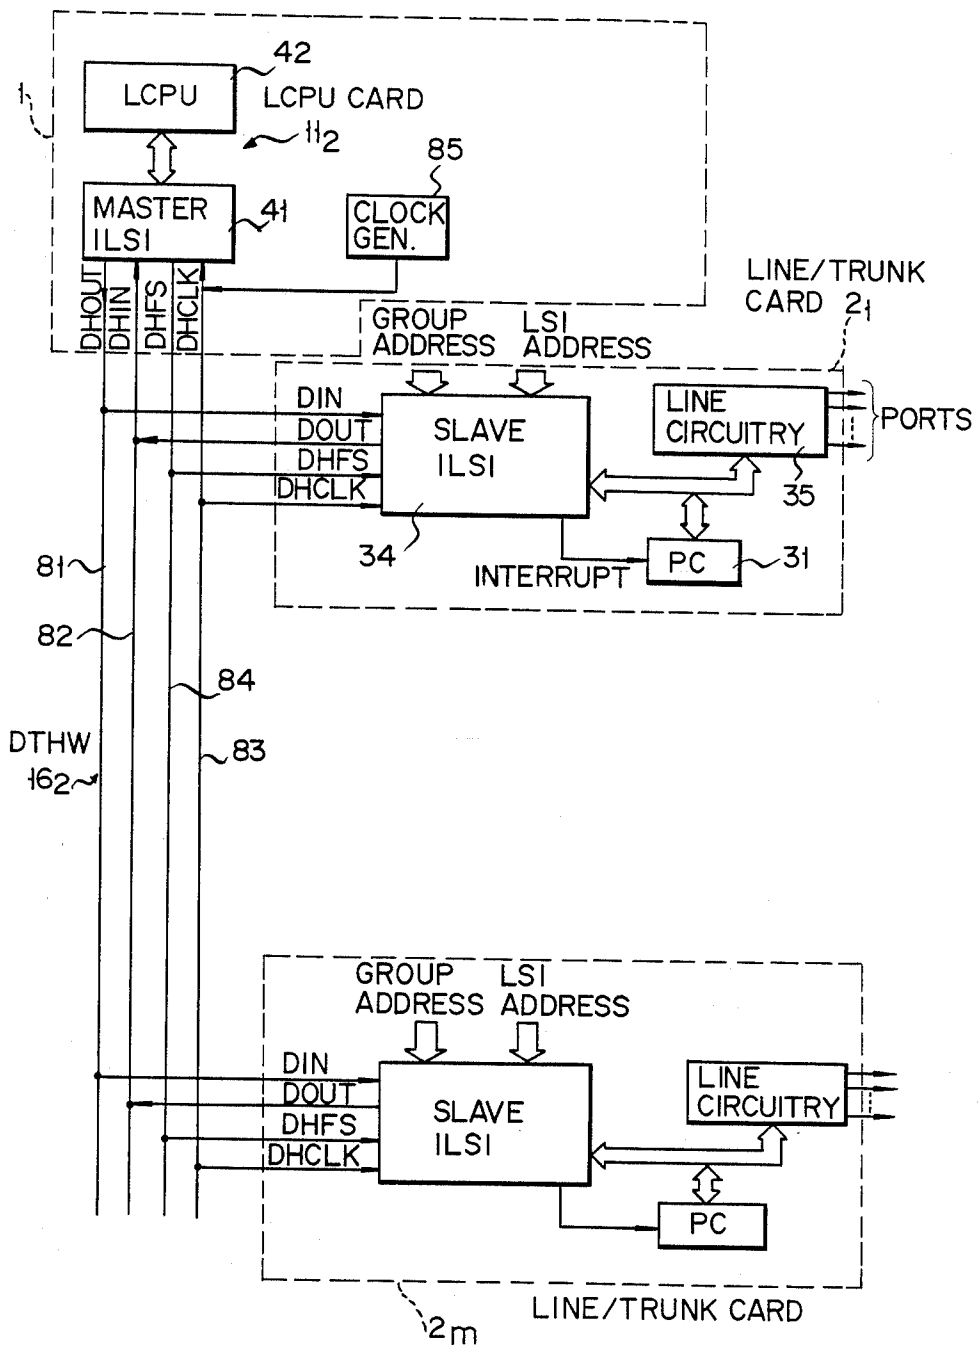 42
LCPU
LCPU CARD
11₂
1
85
MASTER
ILSI
41
CLOCK
GEN.
DHOUT
DHIN
DHFS
DHCLK
LINE/TRUNK
CARD 2₁
GROUP
ADDRESS
LSI
ADDRESS
DIN
DOUT
DHFS
DHCLK
SLAVE
ILSI
34
LINE
CIRCUITRY
35
PORTS
INTERRUPT
PC
31
81
82
84
83
DTHW
16₂
GROUP
ADDRESS
LSI
ADDRESS
DIN
DOUT
DHFS
DHCLK
SLAVE
ILSI
LINE
CIRCUITRY
PC
2m
LINE/TRUNK CARD